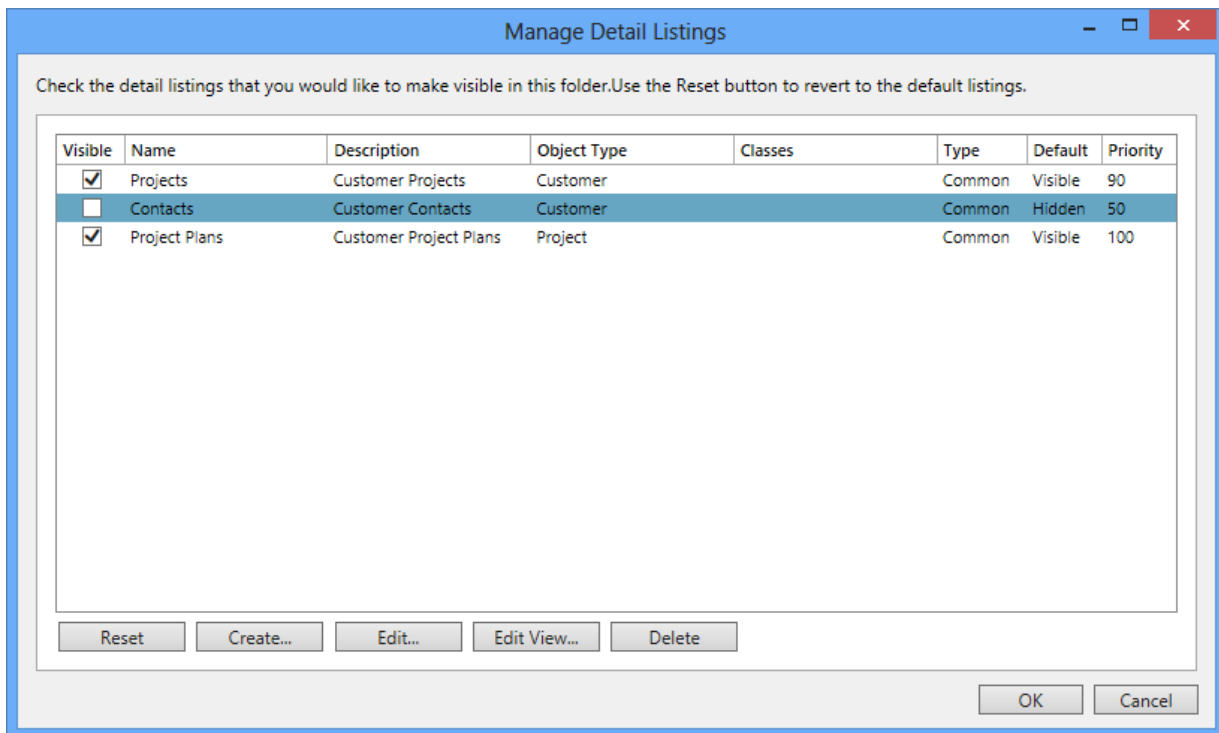 Manage Detail Listings
Check the detail listings that you would like to make visible in this folder.Use the Reset button to revert to the default listings.
Visible Name Description Object Type Classes Type Default Priority
Projects Customer Projects Customer Common Visible 90
Contacts Customer Contacts Customer Common Hidden 50
Project Plans Customer Project Plans Project Common Visible 100
Reset Create... Edit... Edit View... Delete
OK Cancel